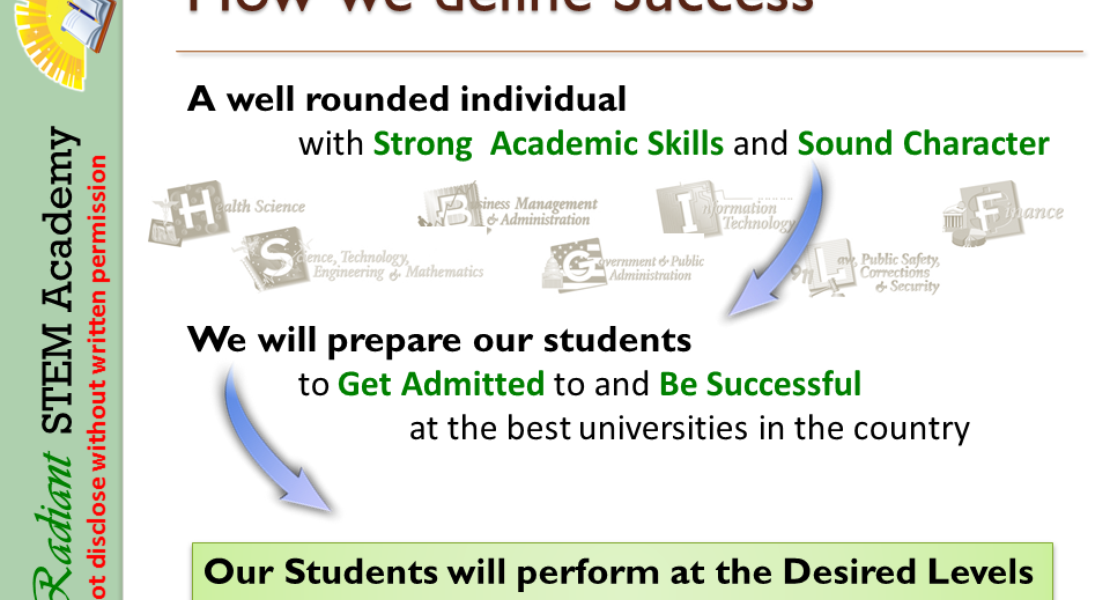 How we define Success
A well rounded individual
with Strong Academic Skills and Sound Character
Health Science
Business Management
& Administration
Information
Technology
Finance
Science, Technology,
Engineering & Mathematics
Government & Public
Administration
911
Law, Public Safety,
Corrections
& Security
We will prepare our students
to Get Admitted to and Be Successful
at the best universities in the country
Our Students will perform at the Desired Levels
Radiant STEM Academy
ot disclose without written permission